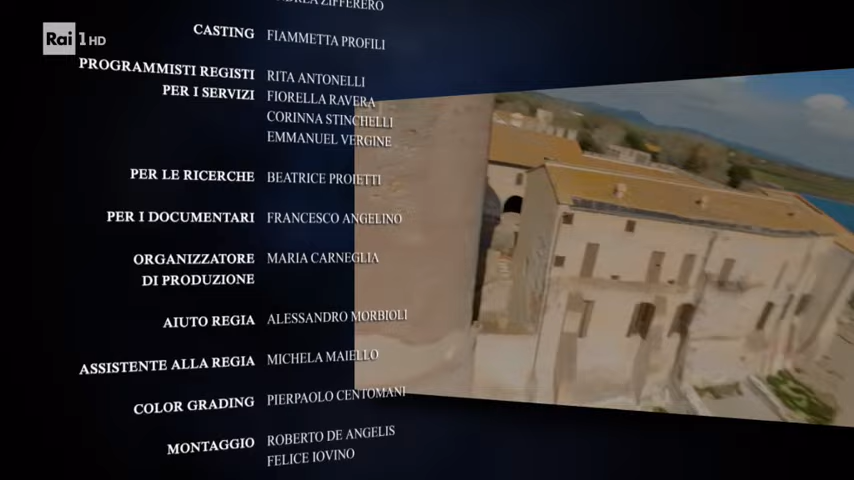 ANDREA ZIFFERERO
Rai 1 HD
CASTING FIAMMETTA PROFILI
PROGRAMMISTI REGISTI RITA ANTONELLI
PER I SERVIZI FIORELLA RAVERA
CORINNA STINCHELLI
EMMANUEL VERGINE
PER LE RICERCHE BEATRICE PROIETTI
PER I DOCUMENTARI FRANCESCO ANGELINO
ORGANIZZATORE MARIA CARNEGLIA
DI PRODUZIONE
AIUTO REGIA ALESSANDRO MORBIOLI
ASSISTENTE ALLA REGIA MICHELA MAIELLO
COLOR GRADING PIERPAOLO CENTOMANI
MONTAGGIO ROBERTO DE ANGELIS
FELICE IOVINO